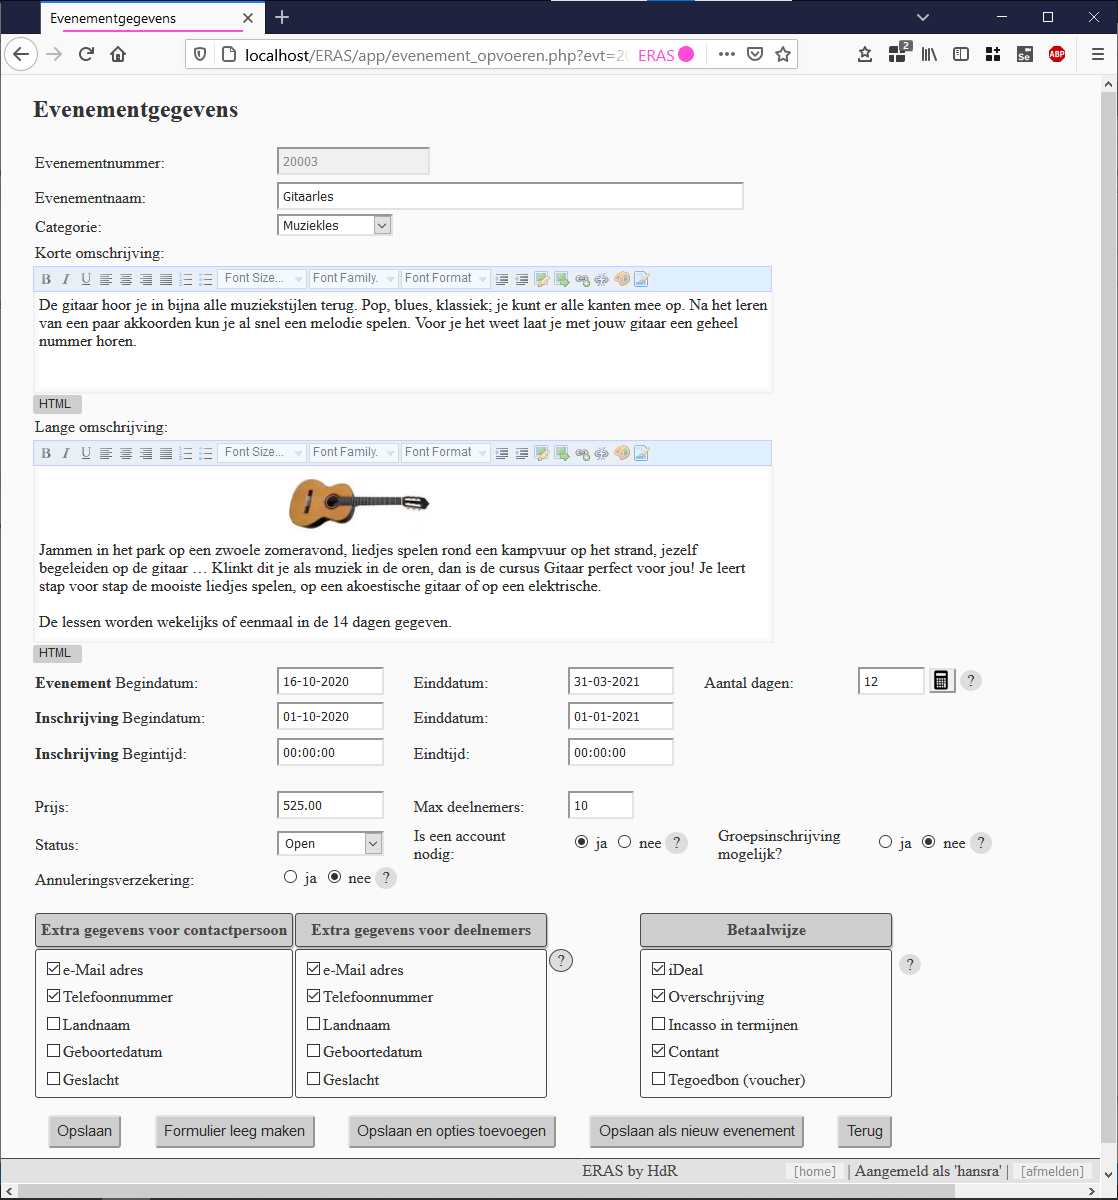 Evenementgegevens
localhost/ERAS/app/evenement_opvoeren.php?evt=20 ERAS
2
Se
ABP
Evenementgegevens
Evenementnummer: 20003
Evenementnaam: Gitaarles
Categorie: Muziekles
Korte omschrijving:
B I U Font Size... Font Family. Font Format
De gitaar hoor je in bijna alle muziekstijlen terug. Pop, blues, klassiek; je kunt er alle kanten mee op. Na het leren
van een paar akkoorden kun je al snel een melodie spelen. Voor je het weet laat je met jouw gitaar een geheel
nummer horen.
HTML
Lange omschrijving:
B I U Font Size... Font Family. Font Format
Jammen in het park op een zwoele zomeravond, liedjes spelen rond een kampvuur op het strand, jezelf
begeleiden op de gitaar … Klinkt dit je als muziek in de oren, dan is de cursus Gitaar perfect voor jou! Je leert
stap voor stap de mooiste liedjes spelen, op een akoestische gitaar of op een elektrische.
De lessen worden wekelijks of eenmaal in de 14 dagen gegeven.
HTML
Evenement Begindatum: 16-10-2020 Einddatum: 31-03-2021 Aantal dagen: 12 ?
Inschrijving Begindatum: 01-10-2020 Einddatum: 01-01-2021
Inschrijving Begintijd: 00:00:00 Eindtijd: 00:00:00
Prijs: 525.00 Max deelnemers: 10
Status: Open Is een account nodig: ja nee ? Groepsinschrijving mogelijk? ja nee ?
Annuleringsverzekering: ja nee ?
Extra gegevens voor contactpersoon Extra gegevens voor deelnemers Betaalwijze
? ?
e-Mail adres e-Mail adres iDeal
Telefoonnummer Telefoonnummer Overschrijving
Landnaam Landnaam Incasso in termijnen
Geboortedatum Geboortedatum Contant
Geslacht Geslacht Tegoedbon (voucher)
Opslaan Formulier leeg maken Opslaan en opties toevoegen Opslaan als nieuw evenement Terug
ERAS by HdR [home] | Aangemeld als 'hansra' | [afmelden]